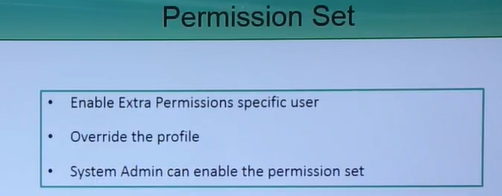 Permission Set
• Enable Extra Permissions specific user
• Override the profile
• System Admin can enable the permission set